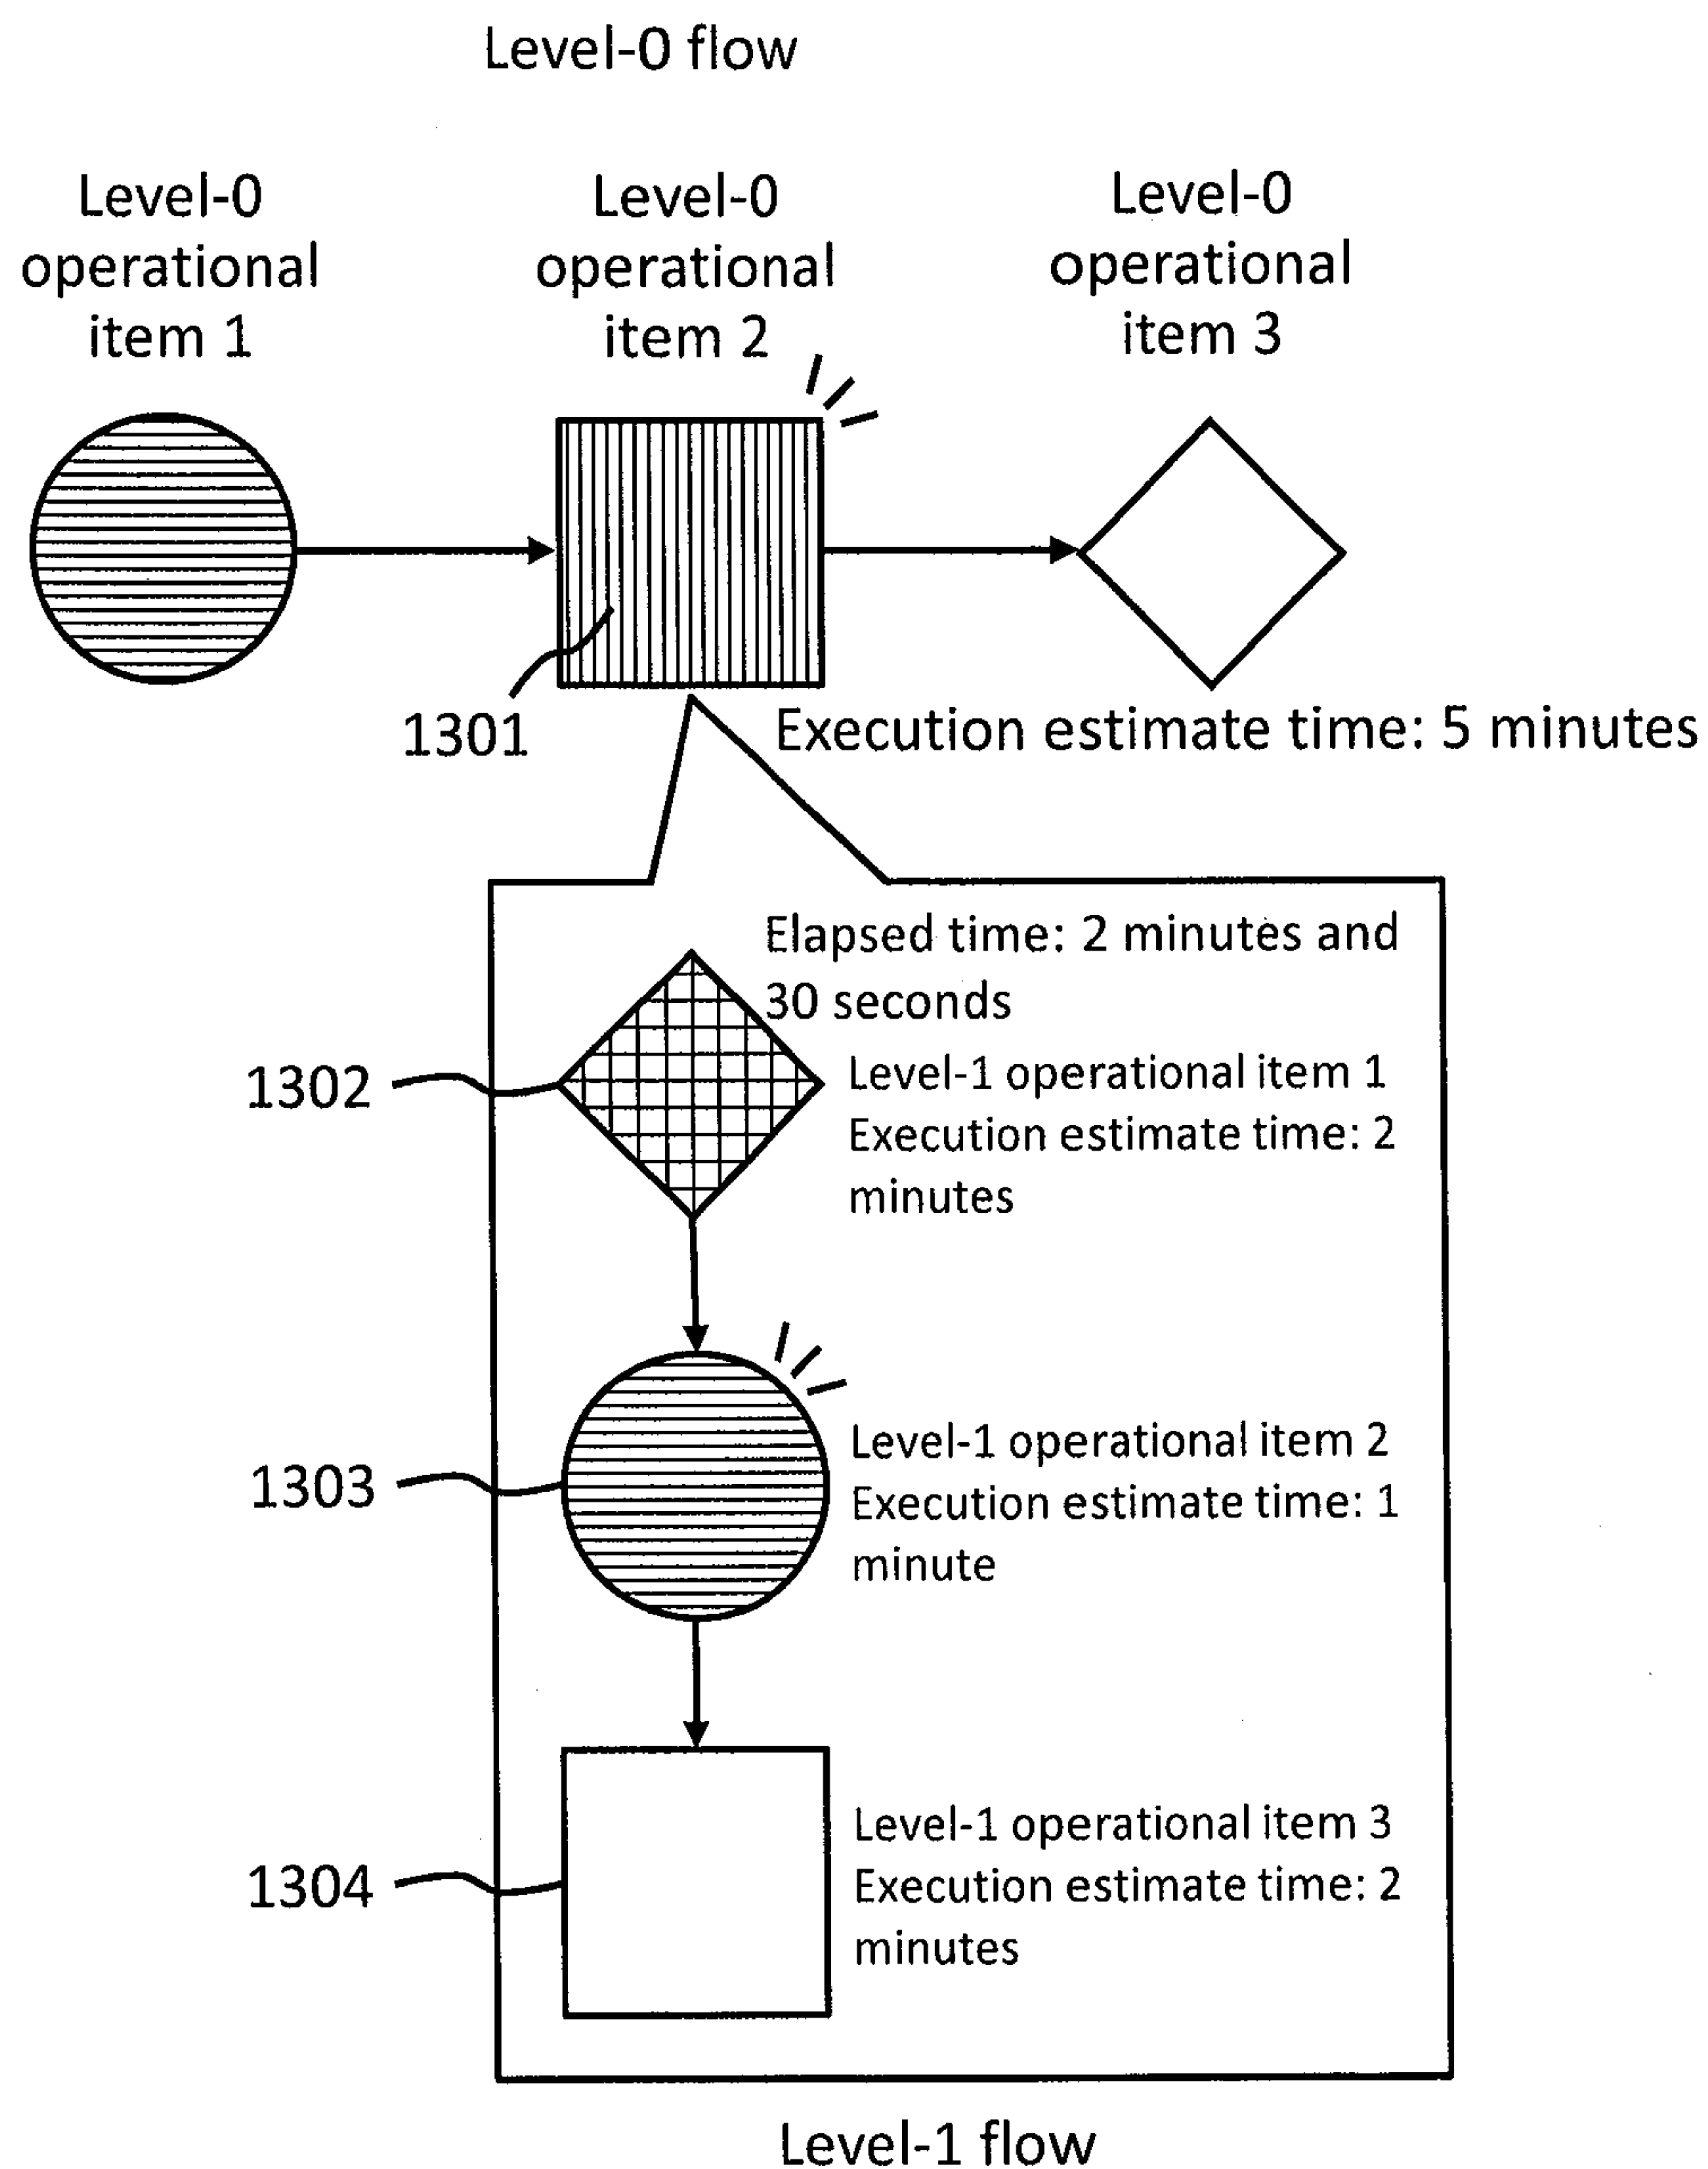 Level-0 flow
Level-0
operational
item 1
Level-0
operational
item 2
Level-0
operational
item 3
1301
Execution estimate time: 5 minutes
Elapsed time: 2 minutes and
30 seconds
1302
Level-1 operational item 1
Execution estimate time: 2
minutes
1303
Level-1 operational item 2
Execution estimate time: 1
minute
1304
Level-1 operational item 3
Execution estimate time: 2
minutes
Level-1 flow